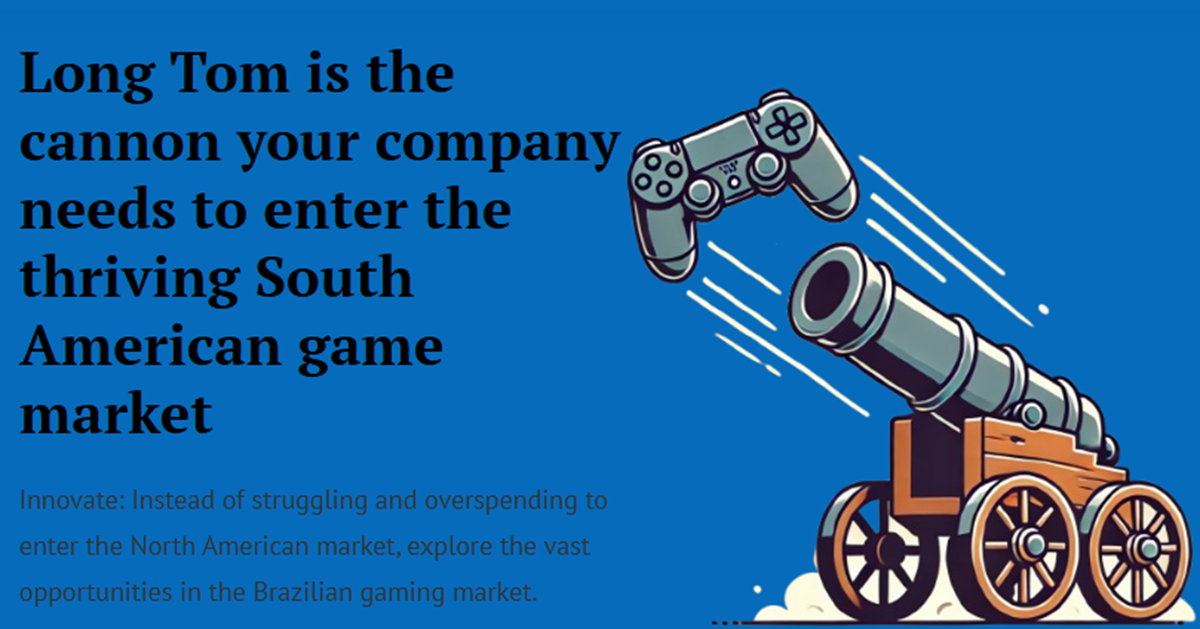 Long Tom is the
cannon your company
needs to enter the
thriving South
American game
market
Innovate: Instead of struggling and overspending to
enter the North American market, explore the vast
opportunities in the Brazilian gaming market.